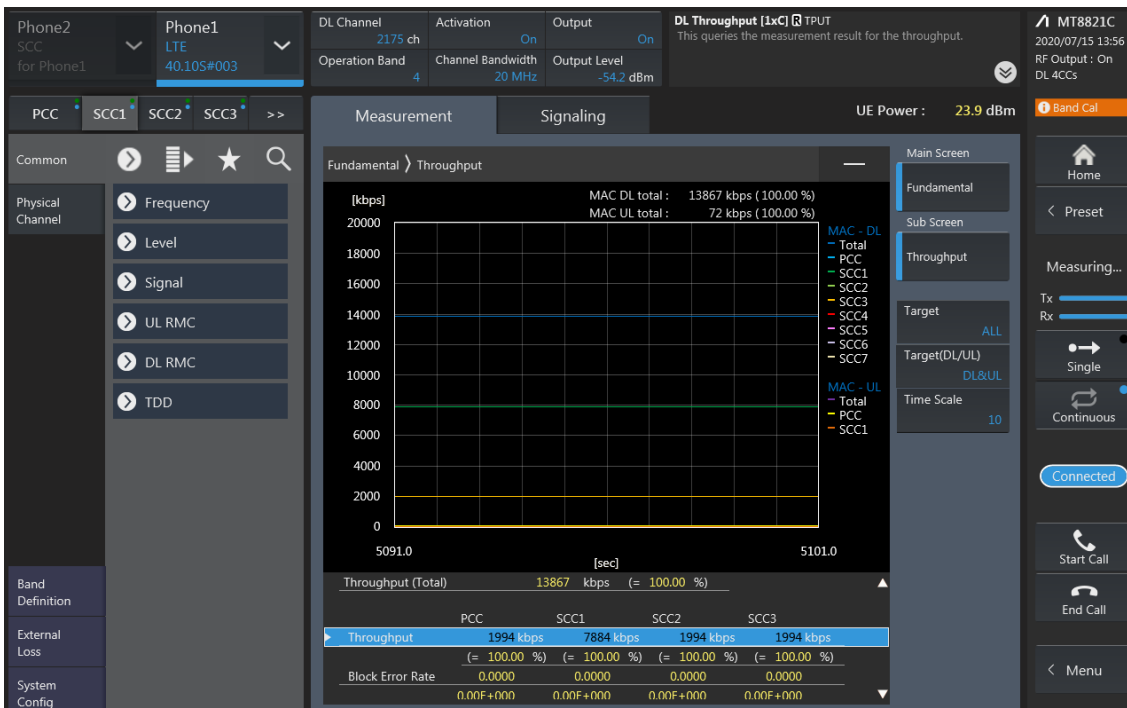 Phone2
SCC
for Phone1
Phone1
LTE
40.10S#003
DL Channel
2175 ch
Activation
On
Output
On
Operation Band
4
Channel Bandwidth
20 MHz
Output Level
-54.2 dBm
DL Throughput [1xC] R TPUT
This queries the measurement result for the throughput.
MT8821C
2020/07/15 13:56
RF Output : On
DL 4CCs
Band Cal
PCC
SCC1
SCC2
SCC3
>>
Measurement
Signaling
UE Power : 23.9 dBm
Common
Physical
Channel
Frequency
Level
Signal
UL RMC
DL RMC
TDD
Band
Definition
External
Loss
System
Config
Fundamental > Throughput
[kbps]
MAC DL total : 13867 kbps ( 100.00 %)
MAC UL total : 72 kbps ( 100.00 %)
20000
18000
16000
14000
12000
10000
8000
6000
4000
2000
0
5091.0
5101.0
[sec]
MAC - DL
Total
PCC
SCC1
SCC2
SCC3
SCC4
SCC5
SCC6
SCC7
MAC - UL
Total
PCC
SCC1
Throughput (Total) 13867 kbps (= 100.00 %)
PCC SCC1 SCC2 SCC3
Throughput 1994 kbps 7884 kbps 1994 kbps 1994 kbps
(= 100.00 %) (= 100.00 %) (= 100.00 %) (= 100.00 %)
Block Error Rate 0.0000 0.0000 0.0000 0.0000
0.00E+000 0.00E+000 0.00E+000 0.00E+000
Main Screen
Fundamental
Sub Screen
Throughput
Target
ALL
Target(DL/UL)
DL&UL
Time Scale
10
Home
< Preset
Measuring...
Tx
Rx
Single
Continuous
Connected
Start Call
End Call
< Menu